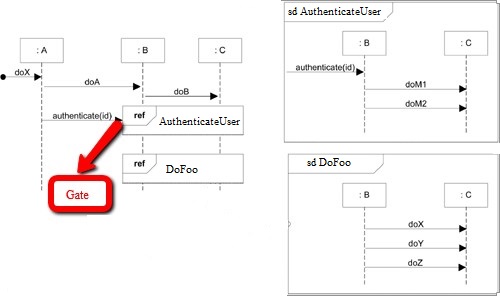 : A
: B
: C
doX
doA
doB
authenticate(id)
ref
AuthenticateUser
ref
DoFoo
Gate
sd AuthenticateUser
: B
: C
authenticate(id)
doM1
doM2
sd DoFoo
: B
: C
doX
doY
doZ